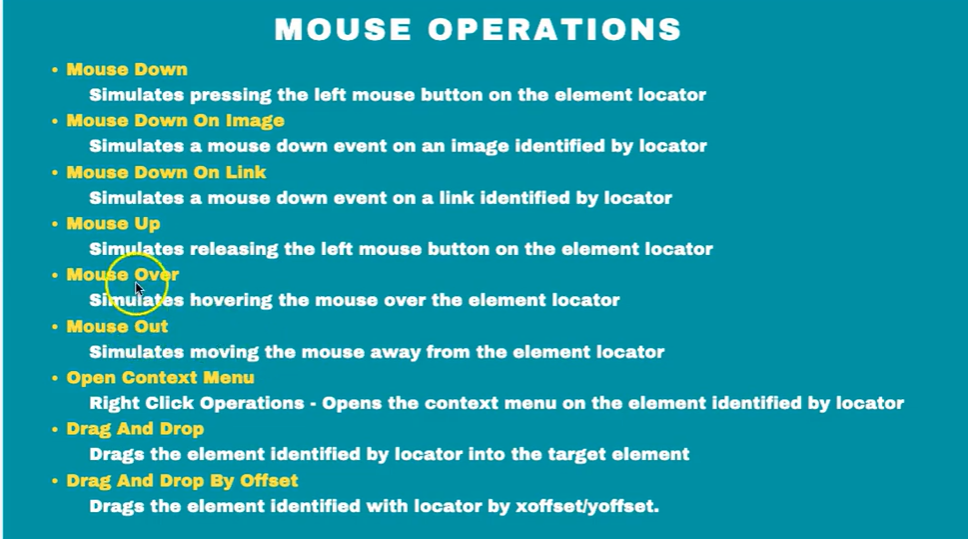 MOUSE OPERATIONS
• Mouse Down
Simulates pressing the left mouse button on the element locator
• Mouse Down On Image
Simulates a mouse down event on an image identified by locator
• Mouse Down On Link
Simulates a mouse down event on a link identified by locator
• Mouse Up
Simulates releasing the left mouse button on the element locator
• Mouse Over
Simulates hovering the mouse over the element locator
• Mouse Out
Simulates moving the mouse away from the element locator
• Open Context Menu
Right Click Operations - Opens the context menu on the element identified by locator
• Drag And Drop
Drags the element identified by locator into the target element
• Drag And Drop By Offset
Drags the element identified with locator by xoffset/yoffset.